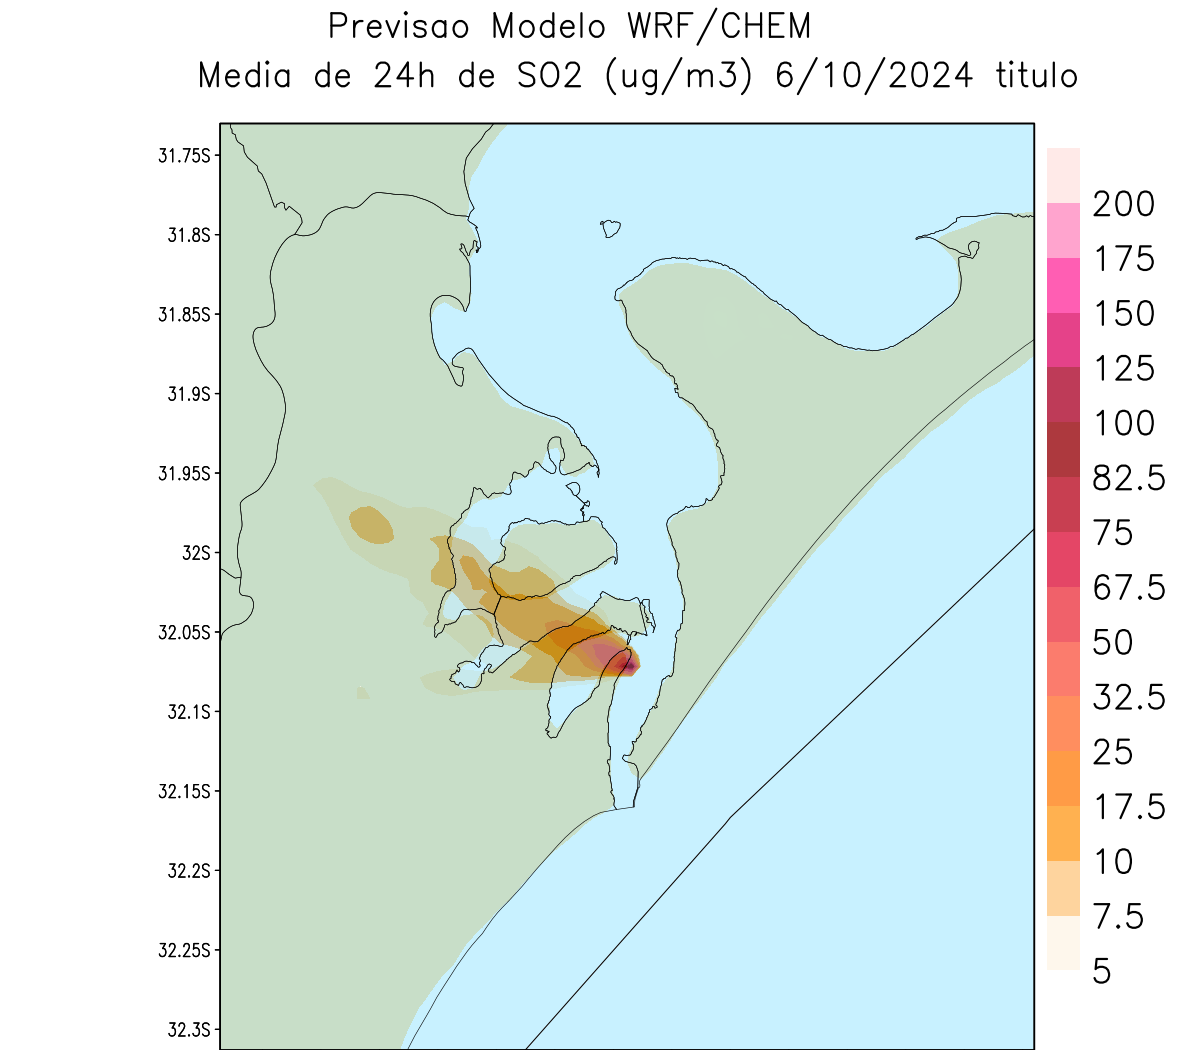 Previsao Modelo WRF/CHEM
Media de 24h de SO2 (ug/m3) 6/10/2024 titulo
31.75S
31.8S
31.85S
31.9S
31.95S
32S
32.05S
32.1S
32.15S
32.2S
32.25S
32.3S
200
175
150
125
100
82.5
75
67.5
50
32.5
25
17.5
10
7.5
5